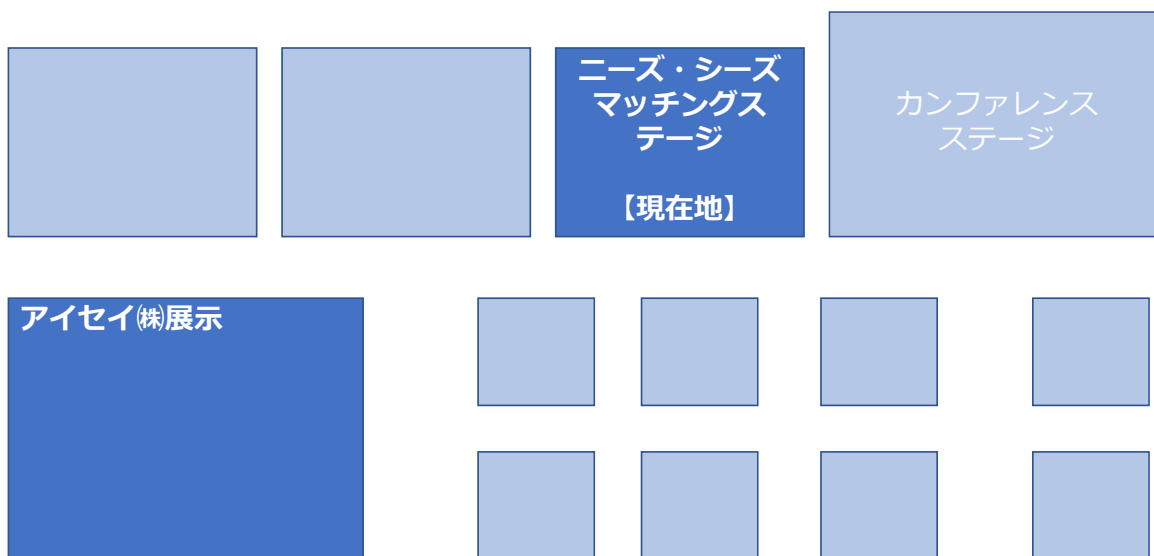 ニーズ・シーズ
マッチングス
テージ
【現在地】
カンファレンス
ステージ
アイセイ㈱展示